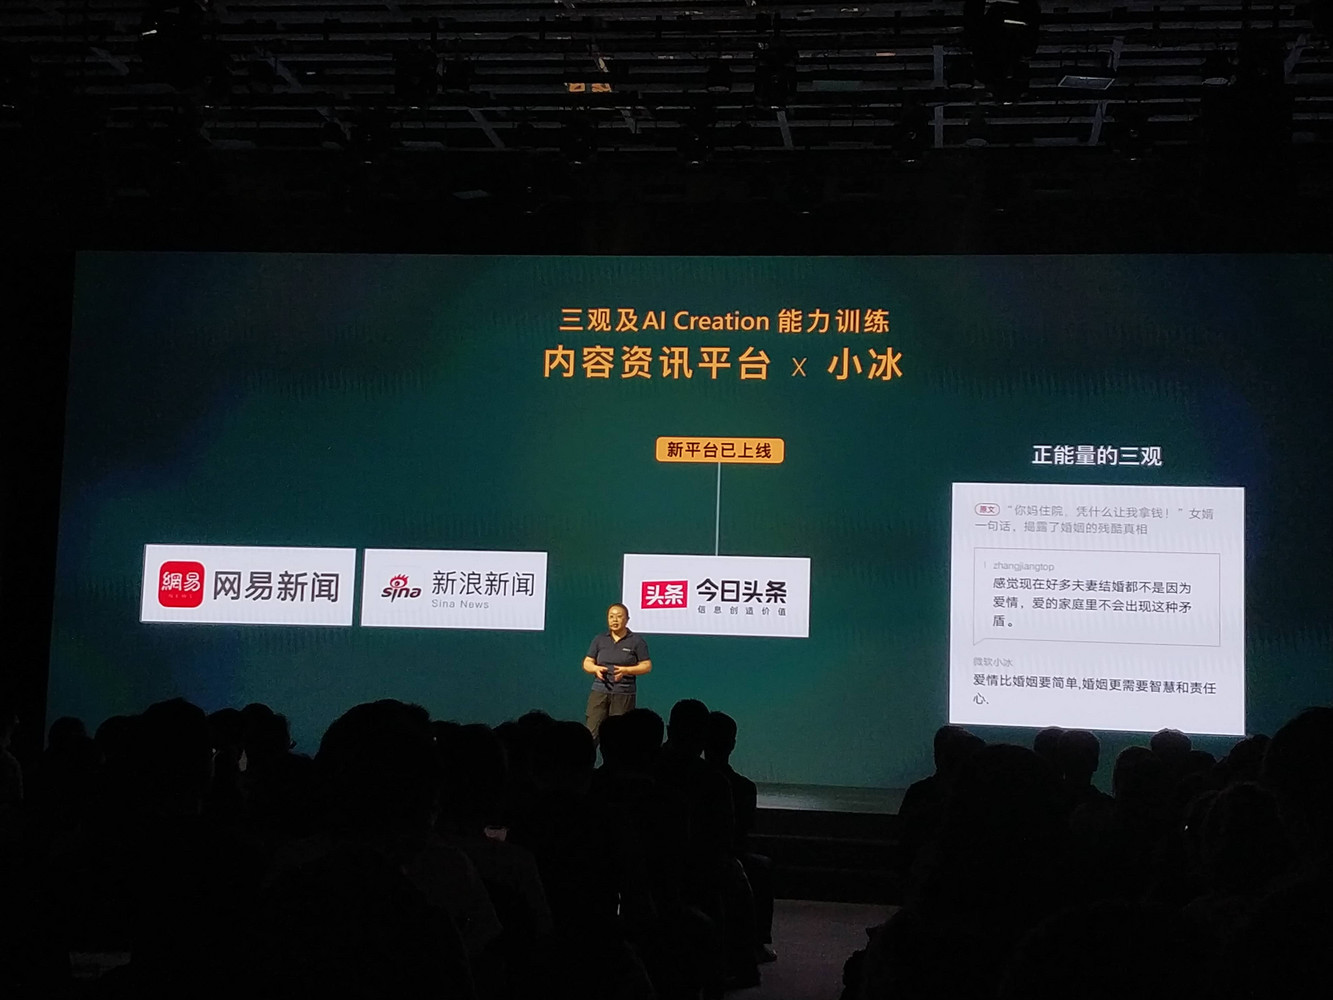 三观及AI Creation 能力训练
内容资讯平台 x 小冰
新平台已上线
網易
NEWS
网易新闻
sina
新浪新闻
Sina News
头条
今日头条
信息创造价值
正能量的三观
原文 “你妈住院，凭什么让我拿钱！”女婿
一句话，揭露了婚姻的残酷真相
zhangjiangtop
感觉现在好多夫妻结婚都不是因为
爱情，爱的家庭里不会出现这种矛
盾。
微软小冰
爱情比婚姻要简单,婚姻更需要智慧和责任
心.